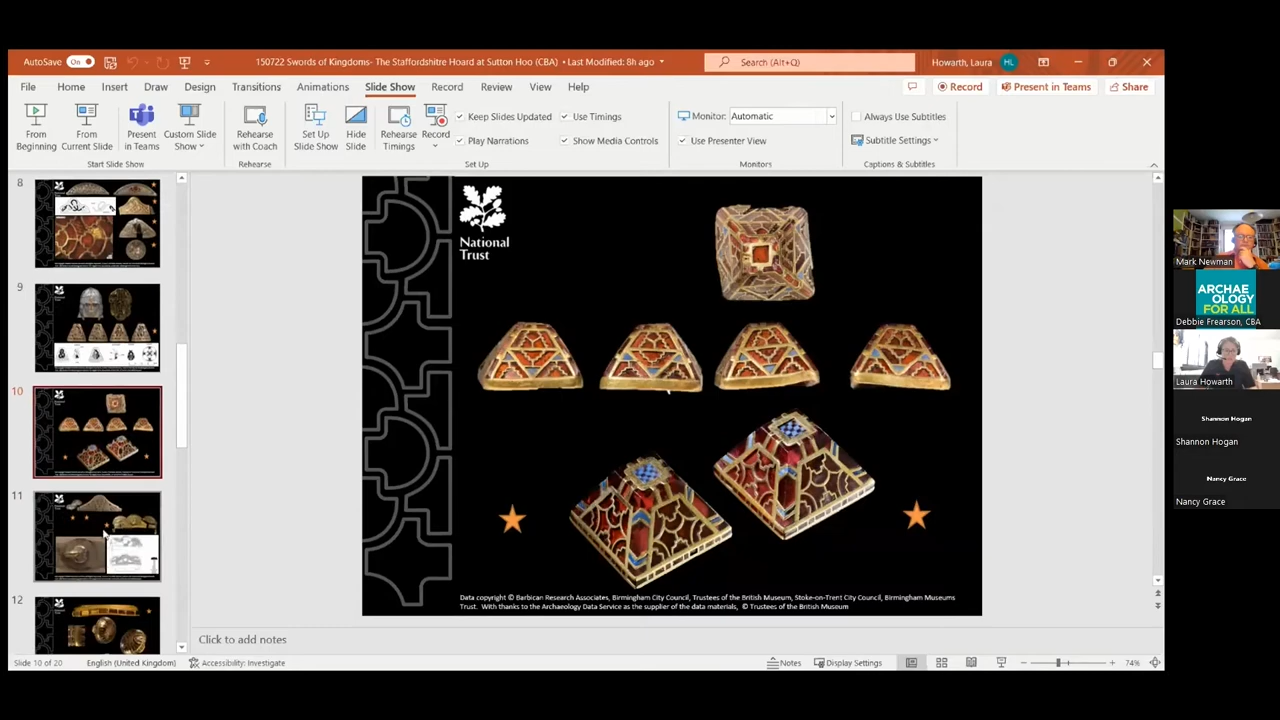 AutoSave On
150722 Swords of Kingdoms- The Staffordshitre Hoard at Sutton Hoo (CBA) • Last Modified: 8h ago
Search (Alt+Q)
Howarth, Laura HL
File Home Insert Draw Design Transitions Animations Slide Show Record Review View Help
Record Present in Teams Share
From Beginning
From Current Slide
Present in Teams
Custom Slide Show
Start Slide Show
Rehearse with Coach
Rehearse
Set Up Slide Show
Hide Slide
Rehearse Timings
Record
Keep Slides Updated
Play Narrations
Use Timings
Show Media Controls
Set Up
Monitor: Automatic
Use Presenter View
Monitors
Always Use Subtitles
Subtitle Settings
Captions & Subtitles
8
9
10
11
12
National
Trust
Data copyright © Barbican Research Associates, Birmingham City Council, Trustees of the British Museum, Stoke-on-Trent City Council, Birmingham Museums
Trust. With thanks to the Archaeology Data Service as the supplier of the data materials, © Trustees of the British Museum
Click to add notes
Slide 10 of 20
English (United Kingdom)
Accessibility: Investigate
Notes
Display Settings
74%
Mark Newman
ARCHAE
OLOGY
FOR ALL
Debbie Frearson, CBA
Laura Howarth
Shannon Hogan
Shannon Hogan
Nancy Grace
Nancy Grace